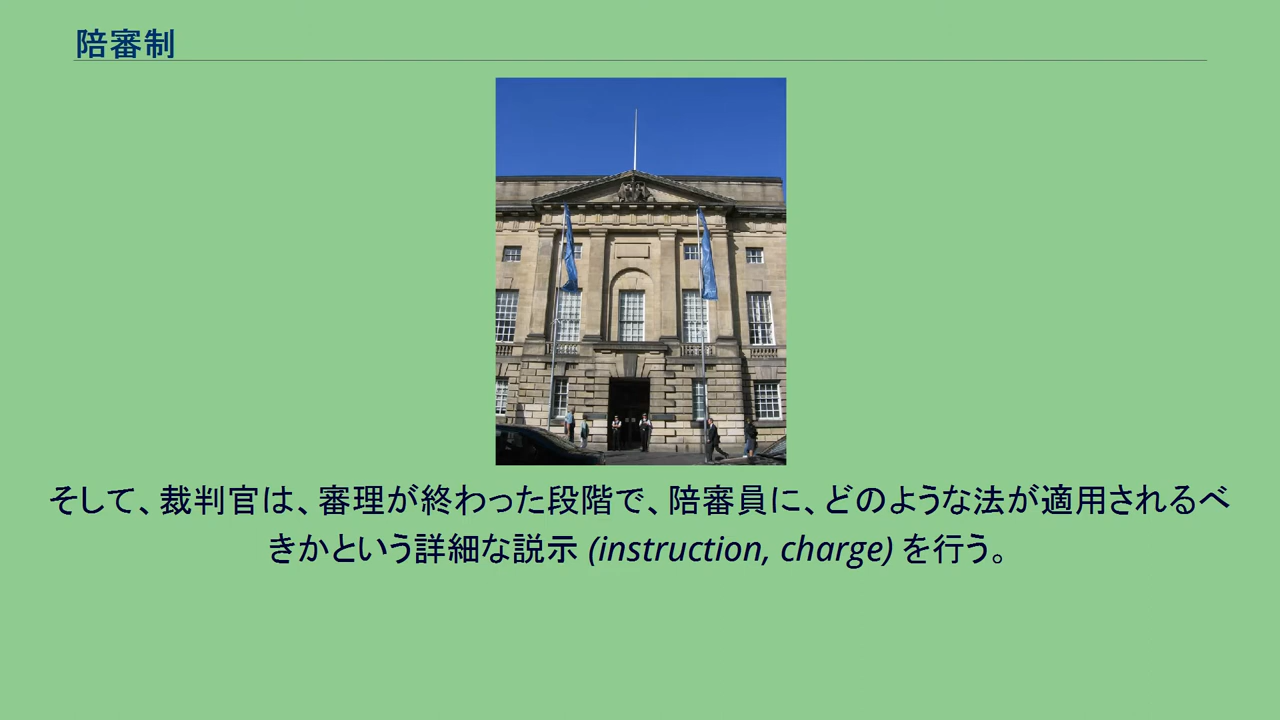 陪審制
そして、裁判官は、審理が終わった段階で、陪審員に、どのような法が適用されるべ
きかという詳細な説示 (instruction, charge) を行う。